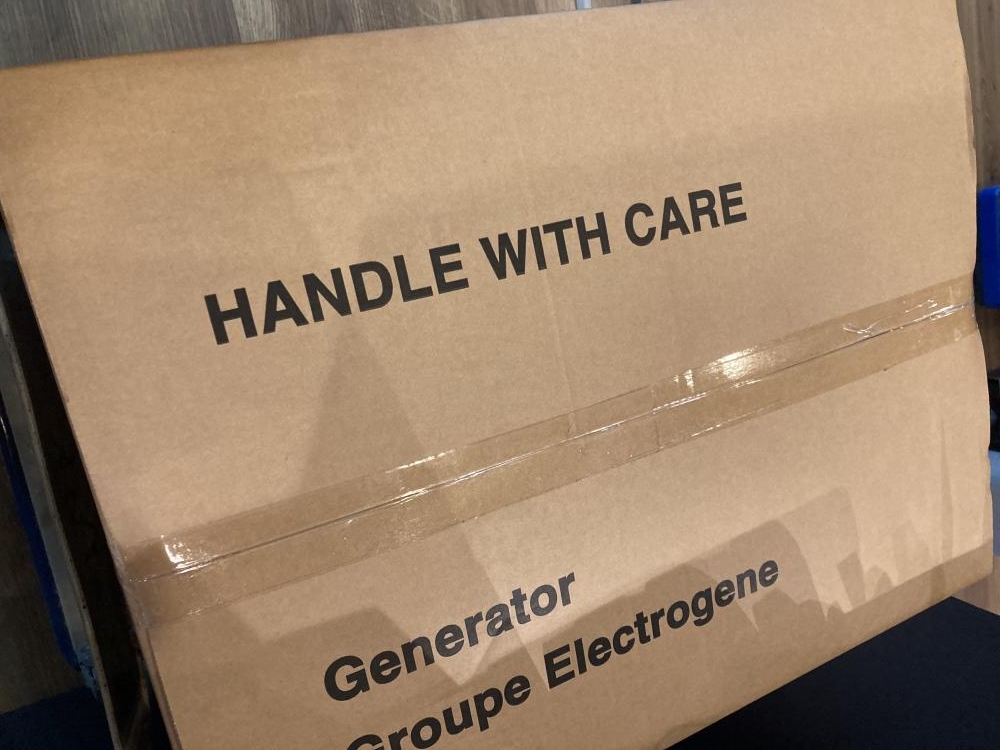 HANDLE WITH CARE
Generator
Groupe Electrogene